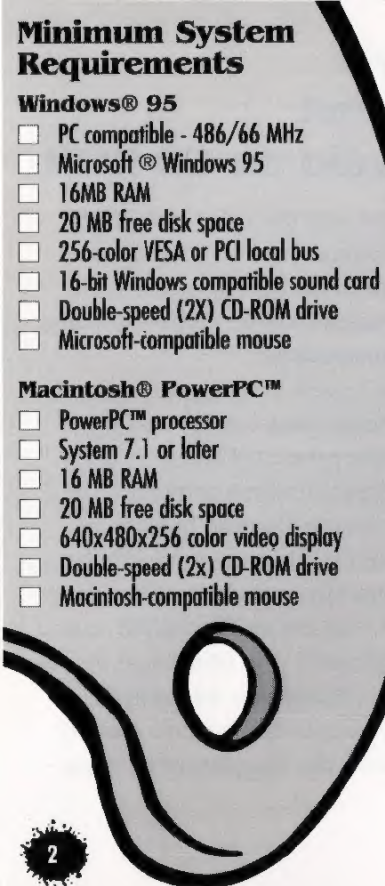 Minimum System
Requirements
Windows® 95
PC compatible - 486/66 MHz
Microsoft ® Windows 95
16MB RAM
20 MB free disk space
256-color VESA or PCI local bus
16-bit Windows compatible sound card
Double-speed (2X) CD-ROM drive
Microsoft-compatible mouse
Macintosh® PowerPC™
PowerPC™ processor
System 7.1 or later
16 MB RAM
20 MB free disk space
640x480x256 color video display
Double-speed (2x) CD-ROM drive
Macintosh-compatible mouse
2